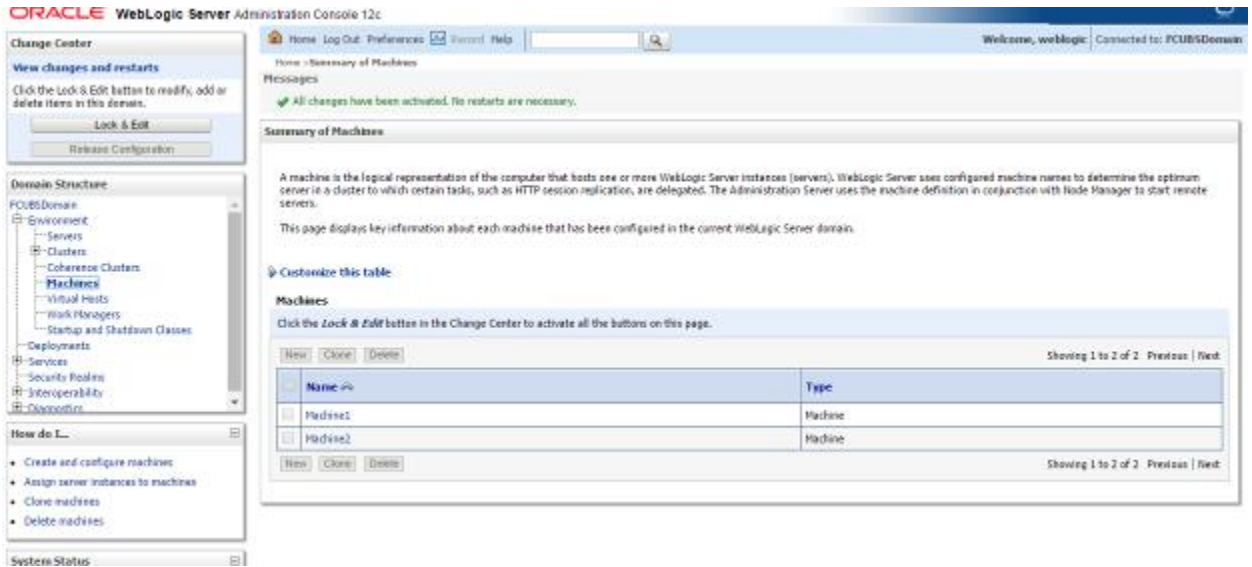 ORACLE WebLogic Server Administration Console 12c
Change Center
View changes and restarts
Click the Lock & Edit button to modify, add or
delete items in this domain.
Lock & Edit
Release Configuration
Domain Structure
FCUBSDomain
Environment
Servers
Clusters
Coherence Clusters
Machines
Virtual Hosts
Work Managers
Startup and Shutdown Classes
Deployments
Services
Security Realms
Interoperability
Diagnostics
How do I...
Create and configure machines
Assign server instances to machines
Clone machines
Delete machines
System Status
Home Log Out Preferences Record Help
Welcome, weblogic Connected to: FCUBSDomain
Home >Summary of Machines
Messages
All changes have been activated. No restarts are necessary.
Summary of Machines
A machine is the logical representation of the computer that hosts one or more WebLogic Server instances (servers). WebLogic Server uses configured machine names to determine the optimum
server in a cluster to which certain tasks, such as HTTP session replication, are delegated. The Administration Server uses the machine definition in conjunction with Node Manager to start remote
servers.
This page displays key information about each machine that has been configured in the current WebLogic Server domain.
Customize this table
Machines
Click the Lock & Edit button in the Change Center to activate all the buttons on this page.
New Clone Delete Showing 1 to 2 of 2 Previous | Next
Name Type
Machine1 Machine
Machine2 Machine
New Clone Delete Showing 1 to 2 of 2 Previous | Next